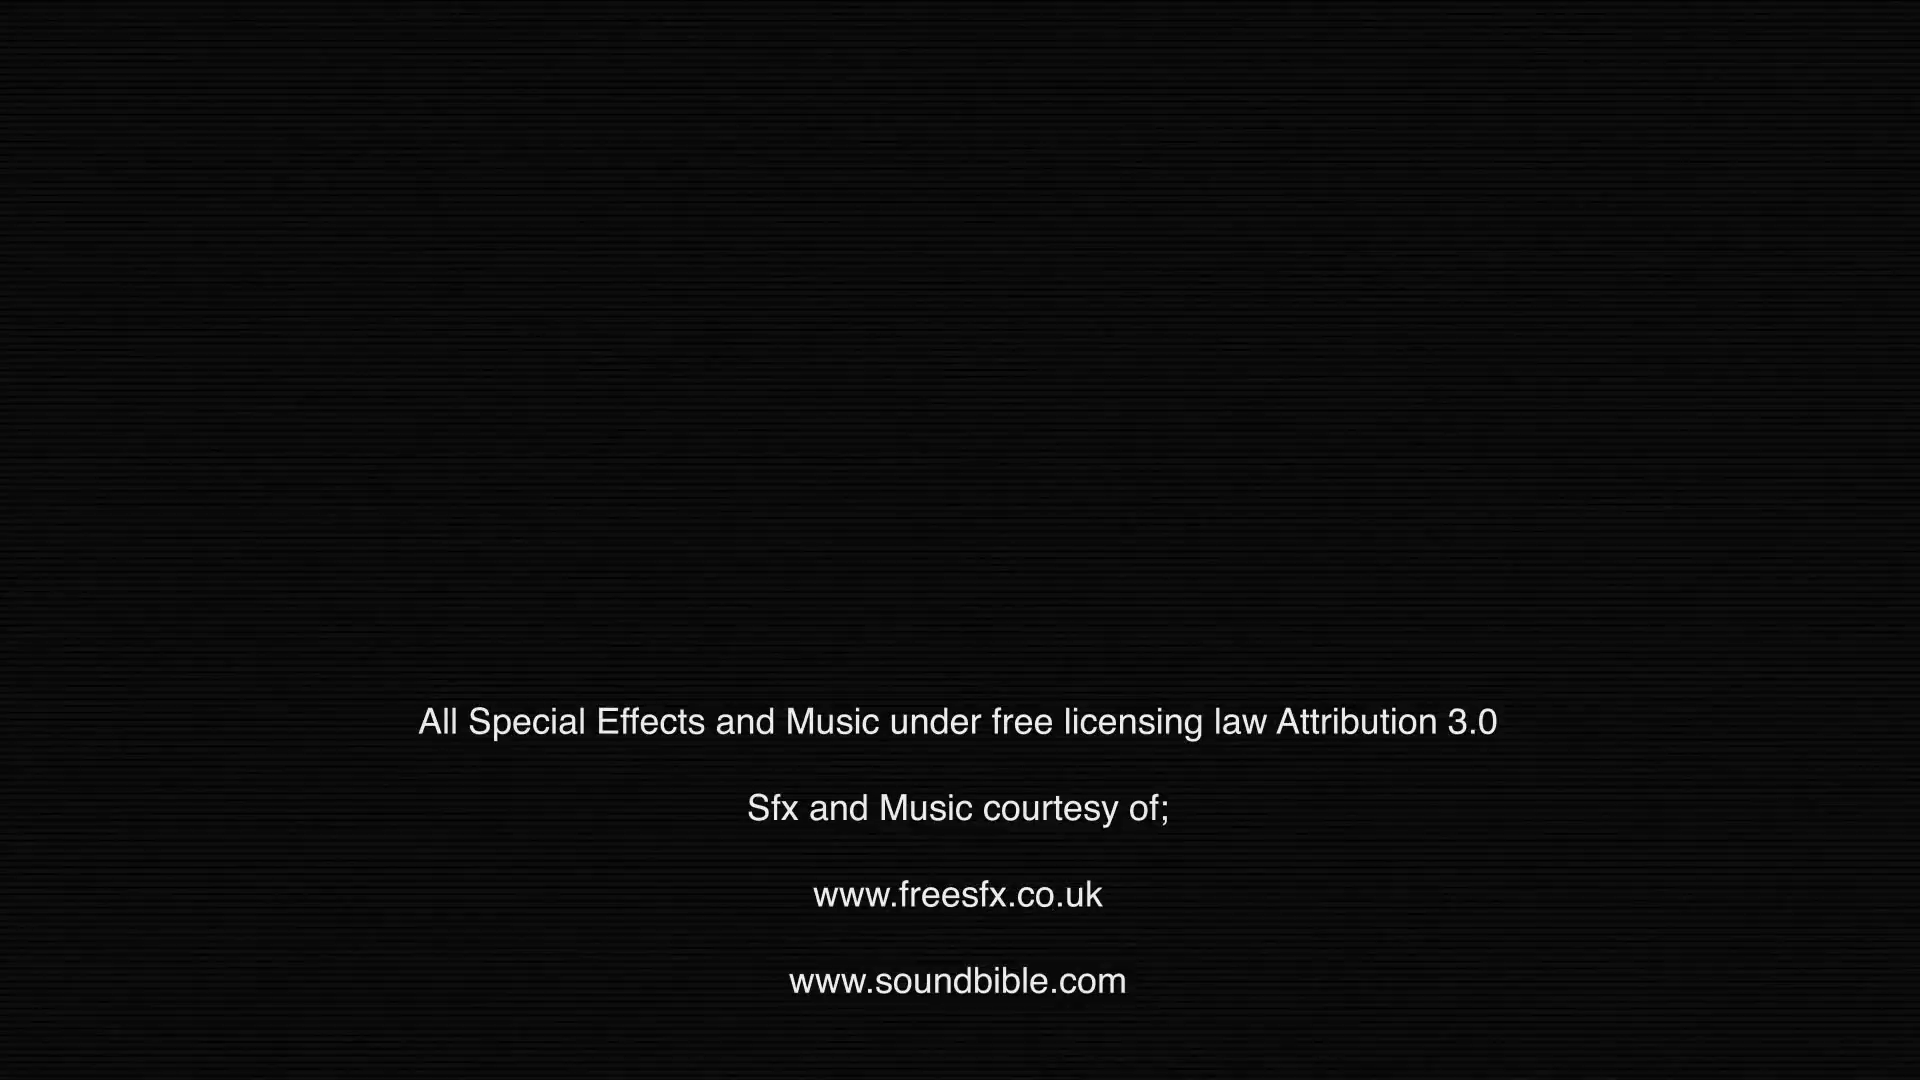 All Special Effects and Music under free licensing law Attribution 3.0
Sfx and Music courtesy of;
www.freesfx.co.uk
www.soundbible.com